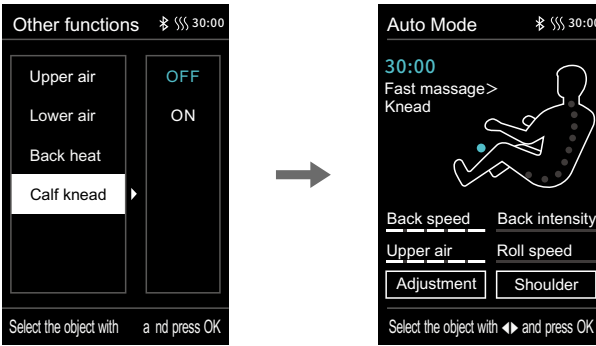 Other functions 30:00
Upper air OFF
Lower air ON
Back heat
Calf knead
Select the object with a nd press OK
Auto Mode 30:00
30:00
Fast massage>
Knead
Back speed Back intensity
Upper air Roll speed
Adjustment Shoulder
Select the object with and press OK